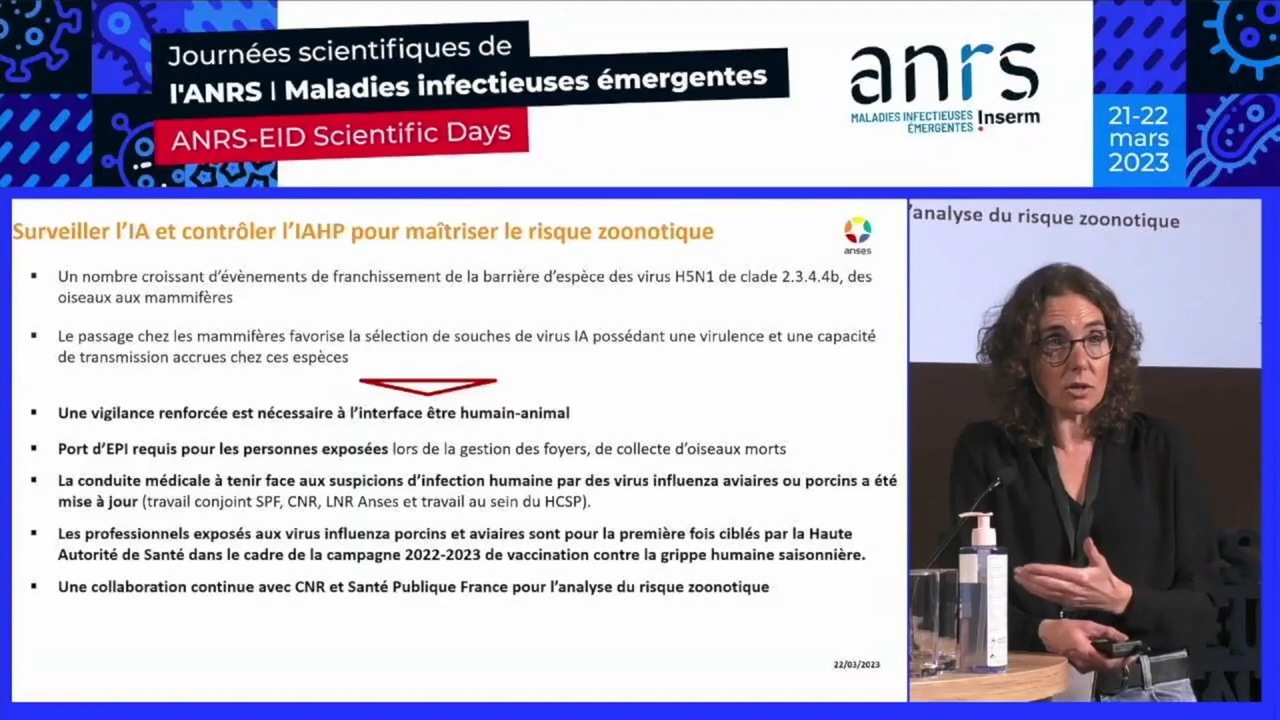 Journées scientifiques de
l'ANRS | Maladies infectieuses émergentes
ANRS-EID Scientific Days
anrs
MALADIES INFECTIEUSES
ÉMERGENTES
Inserm
21-22
mars
2023
Surveiller l'IA et contrôler l'IAHP pour maîtriser le risque zoonotique
anses
▪ Un nombre croissant d'évènements de franchissement de la barrière d'espèce des virus H5N1 de clade 2.3.4.4b, des
oiseaux aux mammifères
▪ Le passage chez les mammifères favorise la sélection de souches de virus IA possédant une virulence et une capacité
de transmission accrues chez ces espèces
▪ Une vigilance renforcée est nécessaire à l'interface être humain-animal
▪ Port d'EPI requis pour les personnes exposées lors de la gestion des foyers, de collecte d'oiseaux morts
▪ La conduite médicale à tenir face aux suspicions d'infection humaine par des virus influenza aviaires ou porcins a été
mise à jour (travail conjoint SPF, CNR, LNR Anses et travail au sein du HCSP).
▪ Les professionnels exposés aux virus influenza porcins et aviaires sont pour la première fois ciblés par la Haute
Autorité de Santé dans le cadre de la campagne 2022-2023 de vaccination contre la grippe humaine saisonnière.
▪ Une collaboration continue avec CNR et Santé Publique France pour l'analyse du risque zoonotique
22/03/2023
'analyse du risque zoonotique